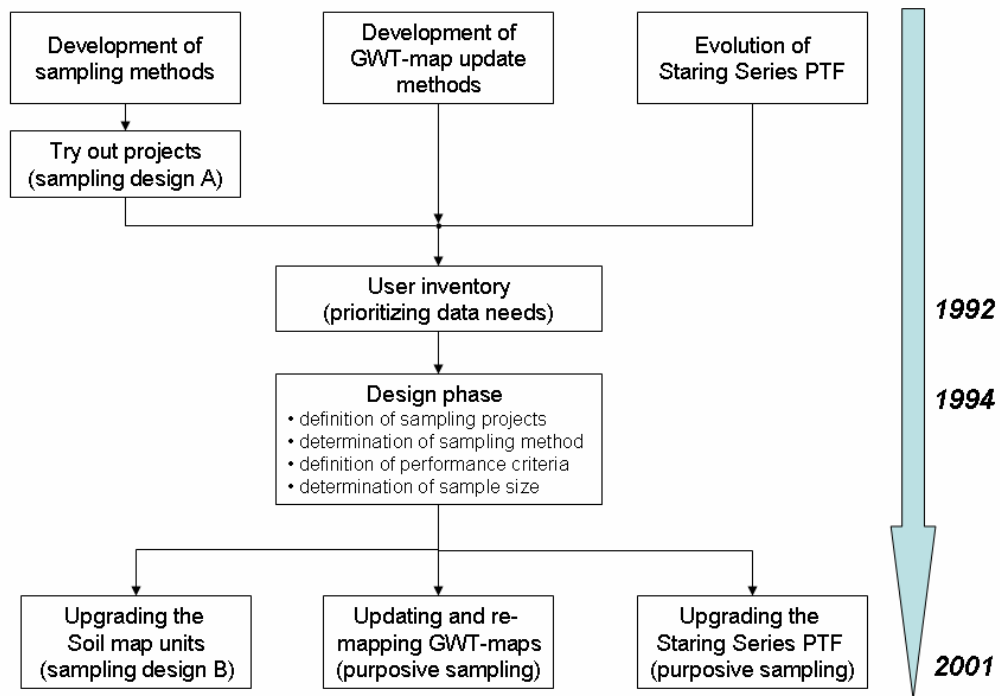 Development of
sampling methods
Development of
GWT-map update
methods
Evolution of
Staring Series PTF
Try out projects
(sampling design A)
User inventory
(prioritizing data needs)
1992
Design phase
• definition of sampling projects
• determination of sampling method
• definition of performance criteria
• determination of sample size
1994
Upgrading the
Soil map units
(sampling design B)
Updating and re-
mapping GWT-maps
(purposive sampling)
Upgrading the
Staring Series PTF
(purposive sampling)
2001